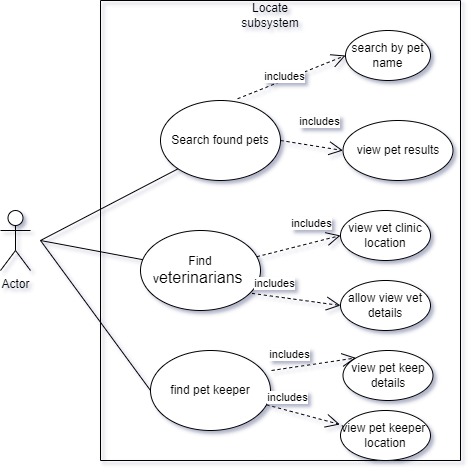 Locate
subsystem
search by pet
name
includes
Search found pets
includes
view pet results
Actor
includes
view vet clinic
location
Find
veterinarians
includes
allow view vet
details
includes
view pet keep
details
find pet keeper
includes
view pet keeper
location